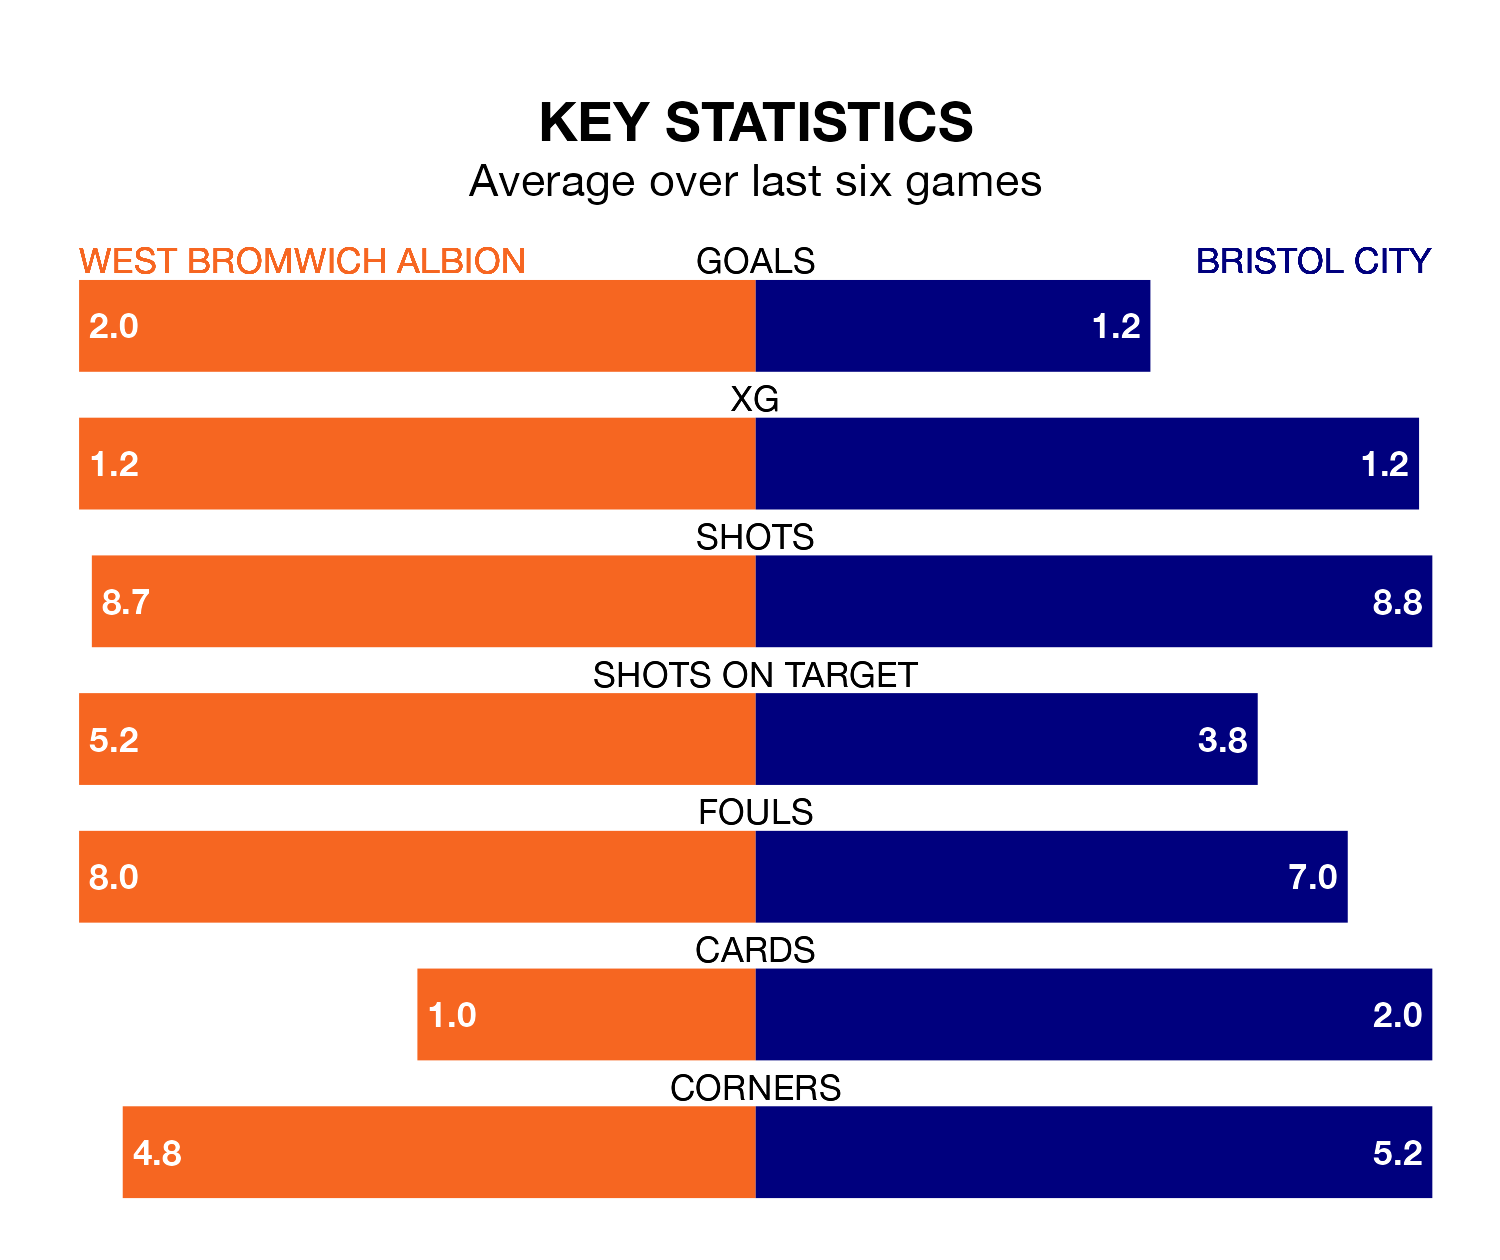 KEY STATISTICS
Average over last six games
WEST BROMWICH ALBION GOALS BRISTOL CITY
2.0 1.2
XG
1.2 1.2
SHOTS
8.7 8.8
SHOTS ON TARGET
5.2 3.8
FOULS
8.0 7.0
CARDS
1.0 2.0
CORNERS
4.8 5.2